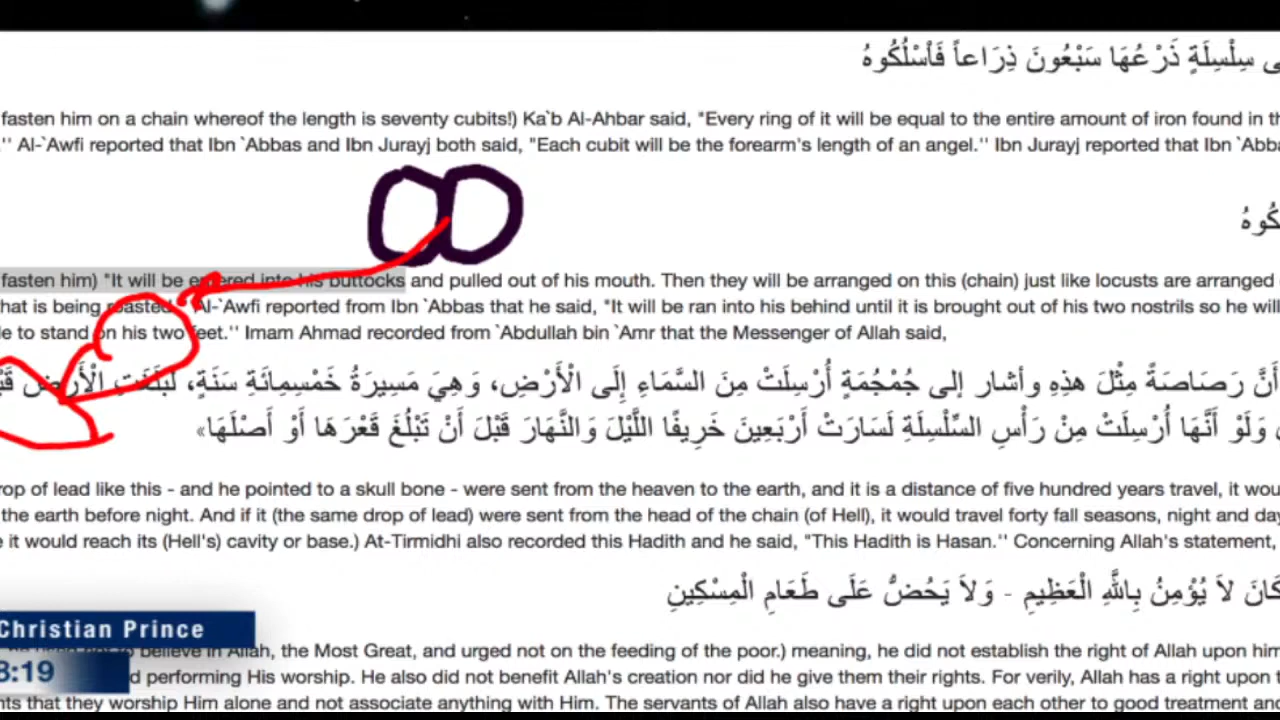 سِلْسِلَةٍ ذَرْعُهَا سَبْعُونَ ذِرَاعاً فَاسْلُكُوهُ
fasten him on a chain whereof the length is seventy cubits!) Ka`b Al-Ahbar said, "Every ring of it will be equal to the entire amount of iron found in
." Al-`Awfi reported that Ibn `Abbas and Ibn Jurayj both said, "Each cubit will be the forearm's length of an angel.'' Ibn Jurayj reported that Ibn
fasten him) "It will be entered into his buttocks and pulled out of his mouth. Then they will be arranged on this (chain) just like locusts are arranged
that is being roasted. Al-`Awfi reported from Ibn `Abbas that he said, "It will be ran into his behind until it is brought out of his two nostrils so he
to stand on his two feet.'' Imam Ahmad recorded from `Abdullah bin `Amr that the Messenger of Allah said,
أَنَّ رَصَاصَةً مِثْلَ هذِهِ وأشار إلى جُمْجُمَةٍ أُرْسِلَتْ مِنَ السَّمَاءِ إِلَى الْأَرْضِ، وَهِيَ مَسِيرَةُ خَمْسِمِائَةِ سَنَةٍ، لَبَلَغَتِ الْأَرْضَ
وَلَوْ أَنَّهَا أُرْسِلَتْ مِنْ رَأْسِ السِّلْسِلَةِ لَسَارَتْ أَرْبَعِينَ خَرِيفًا اللَّيْلَ وَالنَّهَارَ قَبْلَ أَنْ تَبْلُغَ قَعْرَهَا أَوْ أَصْلَهَا»
of lead like this - and he pointed to a skull bone - were sent from the heaven to the earth, and it is a distance of five hundred years travel, it
the earth before night. And if it (the same drop of lead) were sent from the head of the chain (of Hell), it would travel forty fall seasons, night and
it would reach its (Hell's) cavity or base.) At-Tirmidhi also recorded this Hadith and he said, "This Hadith is Hasan.'' Concerning Allah's statement,
كَانَ لاَ يُؤْمِنُ بِاللَّهِ الْعَظِيمِ - وَلاَ يَحُضُّ عَلَى طَعَامِ الْمِسْكِينِ
Christian Prince
believe in Allah, the Most Great, and urged not on the feeding of the poor.) meaning, he did not establish the right of Allah upon
8:19
performing His worship. He also did not benefit Allah's creation nor did he give them their rights. For verily, Allah has a right upon
that they worship Him alone and not associate anything with Him. The servants of Allah also have a right upon each other to good treatment